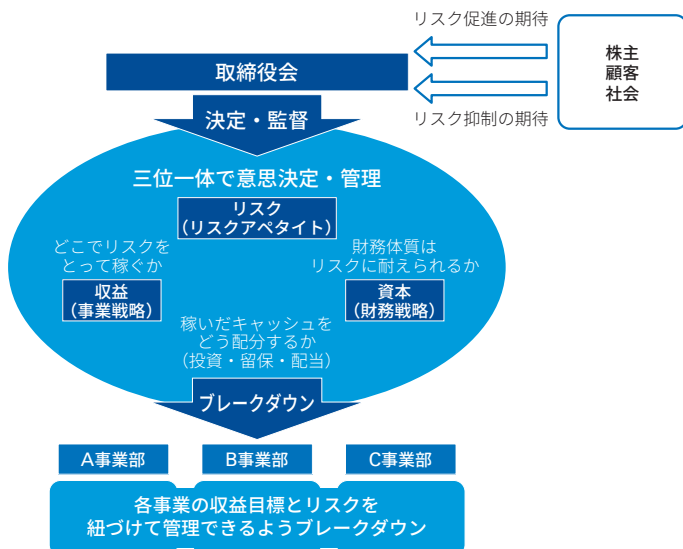 リスク促進の期待
株主
顧客
社会
取締役会
リスク抑制の期待
決定・監督
三位一体で意思決定・管理
リスク
(リスクアペタイト)
どこでリスクを
とって稼ぐか
財務体質は
リスクに耐えられるか
収益
(事業戦略)
資本
(財務戦略)
稼いだキャッシュを
どう配分するか
(投資・留保・配当)
ブレークダウン
A事業部
B事業部
C事業部
各事業の収益目標とリスクを
紐づけて管理できるようブレークダウン